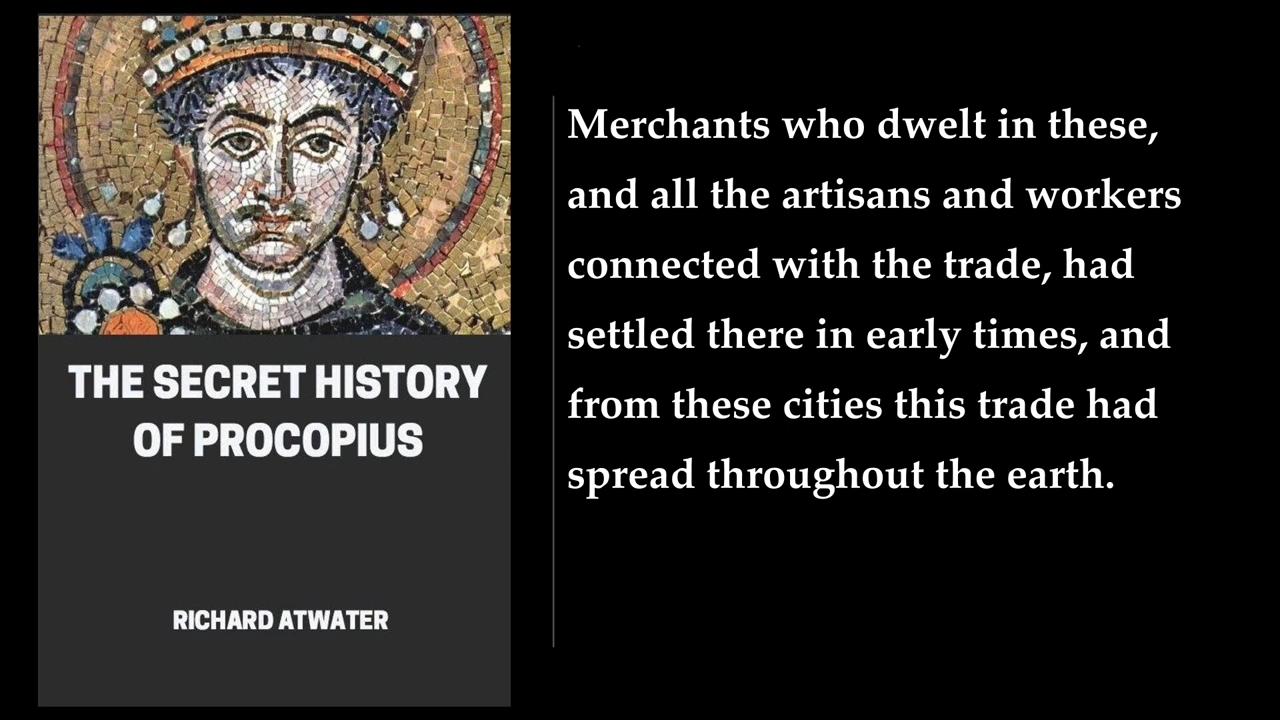 THE SECRET HISTORY
OF PROCOPIUS
RICHARD ATWATER
Merchants who dwelt in these,
and all the artisans and workers
connected with the trade, had
settled there in early times, and
from these cities this trade had
spread throughout the earth.